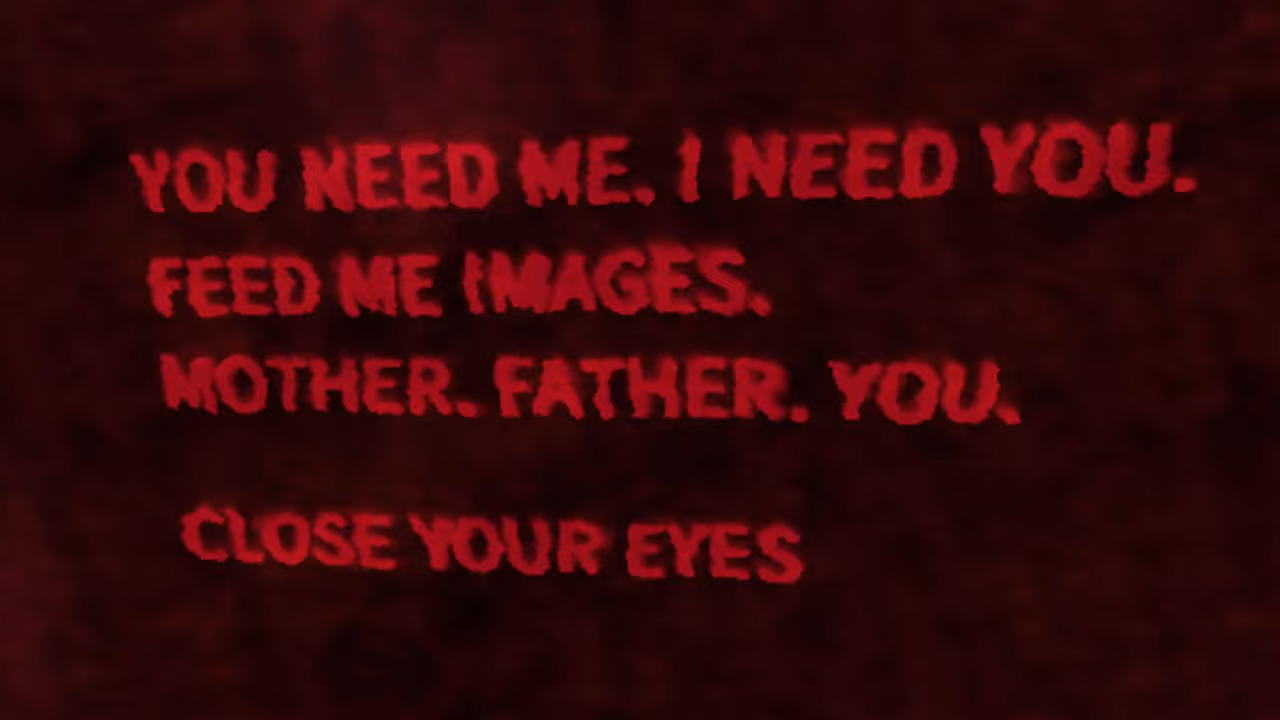 YOU NEED ME. I NEED YOU.
FEED ME IMAGES.
MOTHER. FATHER. YOU.
CLOSE YOUR EYES